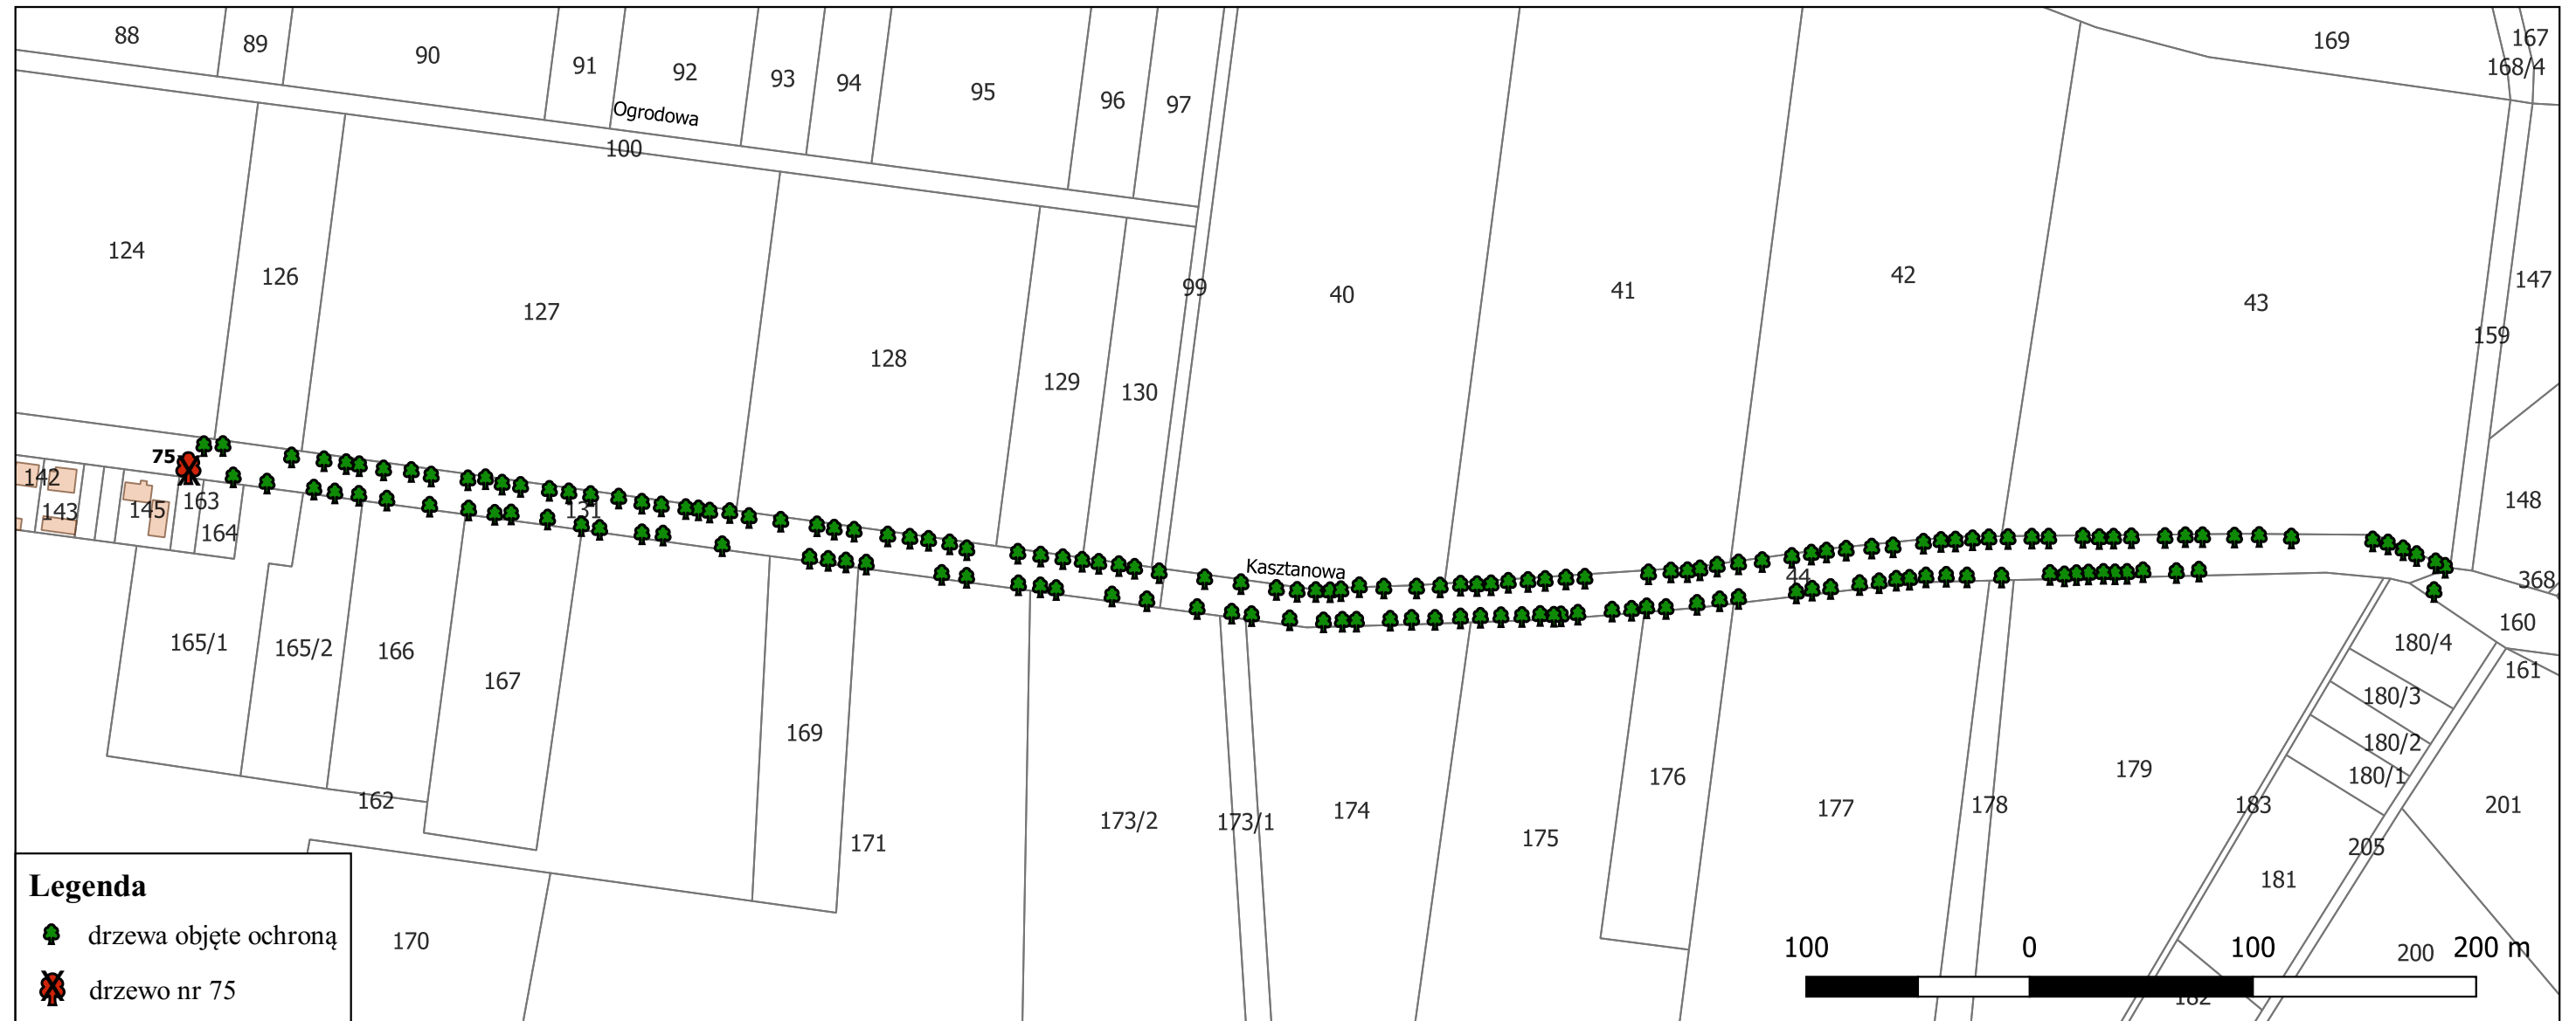 88 89 90 91 92 93 94 95 96 97 169 167
168/4
Ogrodowa
100
124 126 127 128 129 130 99 40 41 42 43 147
159
75
142 143 145 163 164 131 148
Kasztanowa 44 368
160
161
165/1 165/2 166 167 169 162 171
173/2 173/1 174 175 176 177 178 179 183
180/4
180/3
180/2
180/1
201
205
181
170
200
182
Legenda
drzewa objęte ochroną
drzewo nr 75
100 0 100 200 m